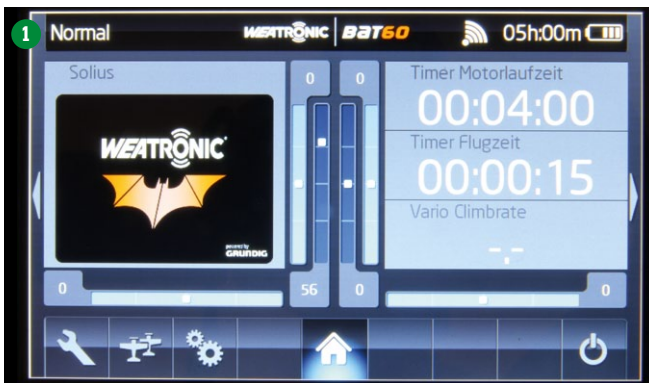 1
Normal WEATRONIC BAT60 05h:00m
Solius
0 0
Timer Motorlaufzeit
00:04:00
WEATRONIC
Timer Flugzeit
00:00:15
Vario Climbrate
-.-
powered by
GRUNDIG
0 56 0 0